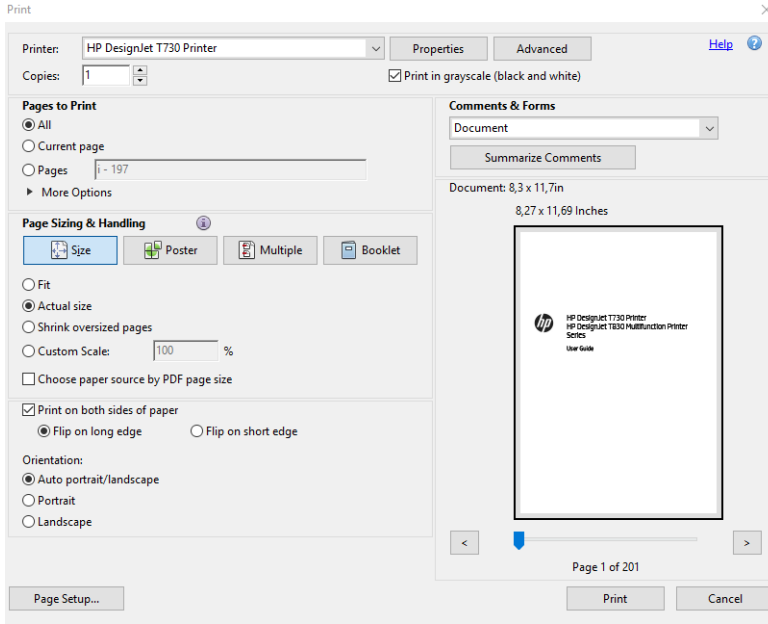 Print
Printer: HP DesignJet T730 Printer Properties Advanced Help ?
Copies: 1 Print in grayscale (black and white)
Pages to Print
All
Current page
Pages i - 197
More Options
Page Sizing & Handling i
Size Poster Multiple Booklet
Fit
Actual size
Shrink oversized pages
Custom Scale: 100 %
Choose paper source by PDF page size
Print on both sides of paper
Flip on long edge Flip on short edge
Orientation:
Auto portrait/landscape
Portrait
Landscape
Comments & Forms
Document
Summarize Comments
Document: 8,3 x 11,7in
8,27 x 11,69 Inches
hp
HP DesignJet T730 Printer
HP DesignJet T830 Multifunction Printer
Series
User Guide
< >
Page 1 of 201
Page Setup... Print Cancel